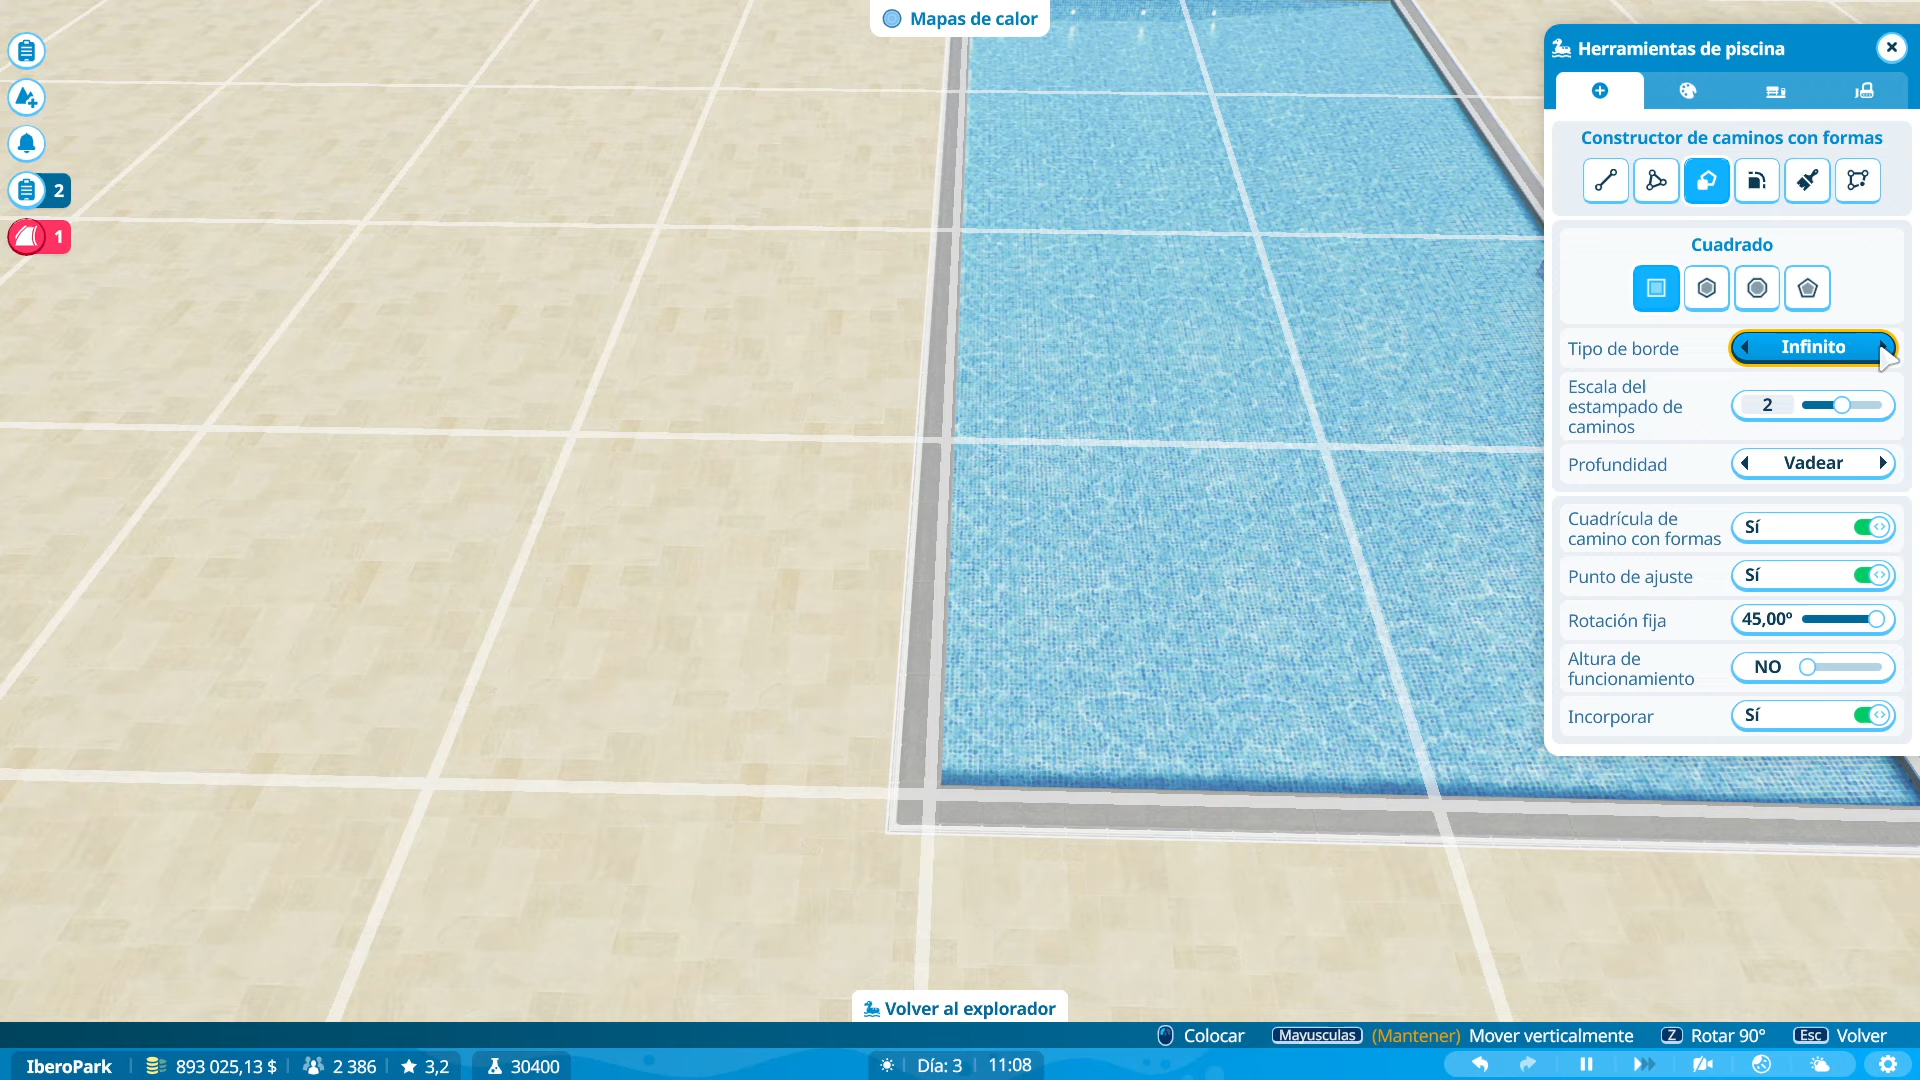 Mapas de calor
2
1
Herramientas de piscina
Constructor de caminos con formas
Cuadrado
Tipo de borde
Infinito
Escala del
estampado de
caminos
2
Profundidad
Vadear
Cuadrícula de
camino con formas
Sí
Punto de ajuste
Sí
Rotación fija
45,00º
Altura de
funcionamiento
NO
Incorporar
Sí
Volver al explorador
Colocar
Mayusculas (Mantener) Mover verticalmente
Z Rotar 90°
Esc Volver
IberoPark
893 025,13 $
2 386
3,2
30400
Día: 3
11:08